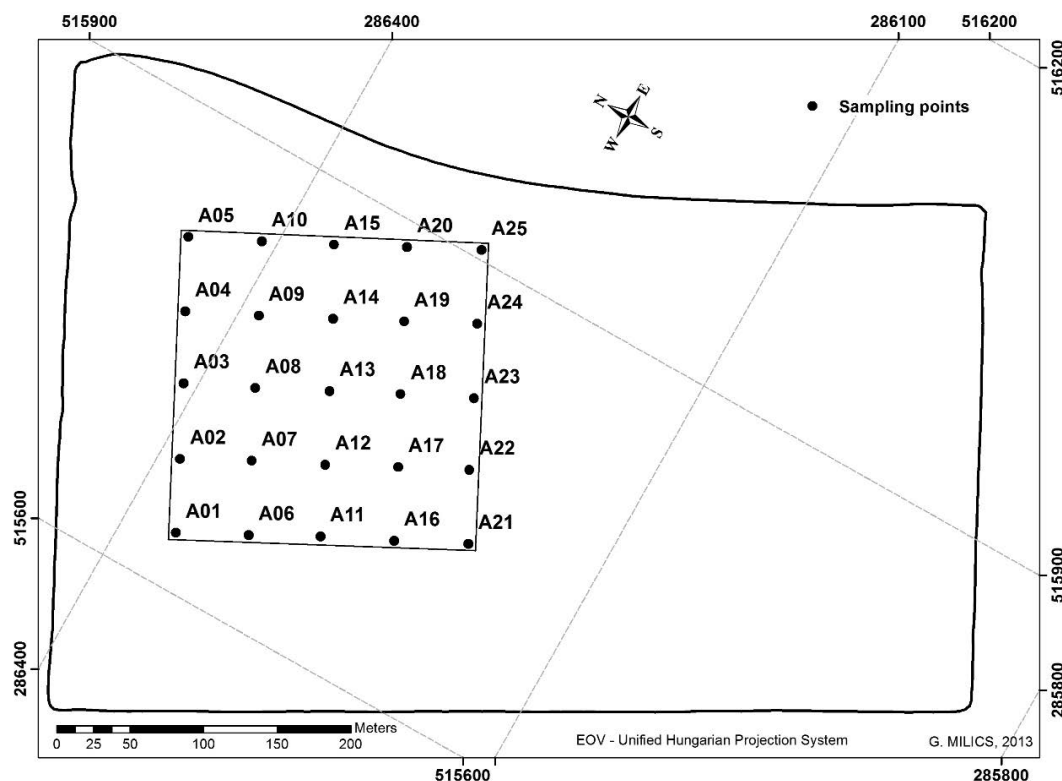 515900 286400 286100 516200
516200
N E
W S
Sampling points
A05 A10 A15 A20 A25
A04 A09 A14 A19 A24
A03 A08 A13 A18 A23
A02 A07 A12 A17 A22
A01 A06 A11 A16 A21
515600
515900
286400
285800
Meters
0 25 50 100 150 200
EOV - Unified Hungarian Projection System
G. MILICS, 2013
515600 285800